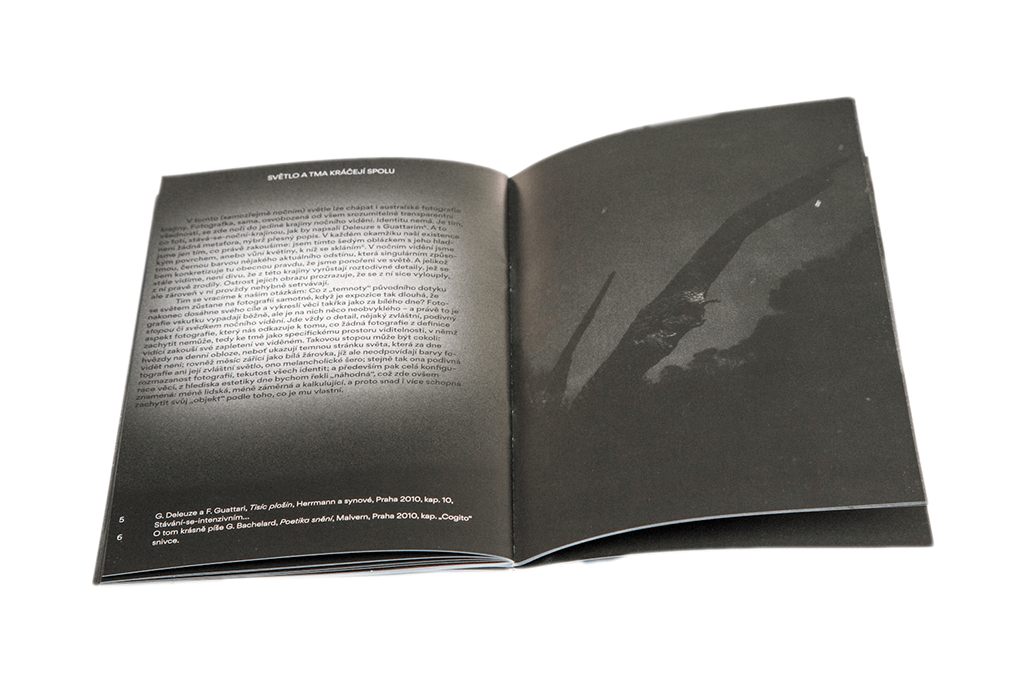 SVĚTLO A TMA KRÁČEJÍ SPOLU
V tomto (samozřejmě nočním) světle lze chápat i australské fotografie
krajiny. Fotografka, sama, osvobozená od všem srozumitelné transparentní
všednosti, se zde noří do jediné krajiny nočního vidění. Identitu nemá. Je tím,
co fotí, stává-se-noční-krajinou, jak by napsali Deleuze s Guattarim⁵. A to
není žádná metafora, nýbrž přesný popis. V každém okamžiku naší existence
jsme jen tím, co právě zakoušíme: jsem tímto šedým oblázkem s jeho hlad-
kým povrchem, anebo vůní květiny, k níž se skláním⁶. V nočním vidění jsme
tmou, černou barvou nějakého aktuálního odstínu, která singulárním způso-
bem konkretizuje tu obecnou pravdu, že jsme ponořeni ve světě. A jelikož
stále vidíme, není divu, že z této krajiny vyrůstají roztodivné detaily, jež se
z ní právě zrodily. Ostrost jejich obrazu prozrazuje, že se z ní sice vylouply,
ale zároveň v ní provždy nehybně setrvávají.
Tím se vracíme k našim otázkám: Co z „temnoty“ původního dotyku
se světem zůstane na fotografii samotné, když je expozice tak dlouhá, že
nakonec dosáhne svého cíle a vykreslí věci takříka jako za bílého dne? Foto-
grafie vskutku vypadají běžně, ale je na nich něco neobvyklého – a právě to je
stopou či svědkem nočního vidění. Jde vždy o detail, nějaký zvláštní, podivný
aspekt fotografie, který nás odkazuje k tomu, co žádná fotografie z definice
zachytit nemůže, tedy ke tmě jako specifickému prostoru viditelnosti, v němž
vidící zakouší své zapletení ve viděném. Takovou stopou může být cokoli:
hvězdy na denní obloze, neboť ukazují temnou stránku světa, která za dne
vidět není; rovněž měsíc zářící jako bílá žárovka, jíž ale neodpovídají barvy fo-
tografie ani její zvláštní světlo, ono melancholické šero; stejně tak ona podivná
rozmazanost fotografií, tekutost všech identit; a především pak celá konfigu-
race věcí, z hlediska estetiky dne bychom řekli „náhodná“, což zde ovšem
znamená: méně lidská, méně záměrná a kalkulující, a proto snad i více schopna
zachytit svůj „objekt“ podle toho, co je mu vlastní.
5 G. Deleuze a F. Guattari, Tisíc plošin, Herrmann a synové, Praha 2010, kap. 10,
Stávání-se-intenzivním...
6 O tom krásně píše G. Bachelard, Poetika snění, Malvern, Praha 2010, kap. „Cogito“
snivce.